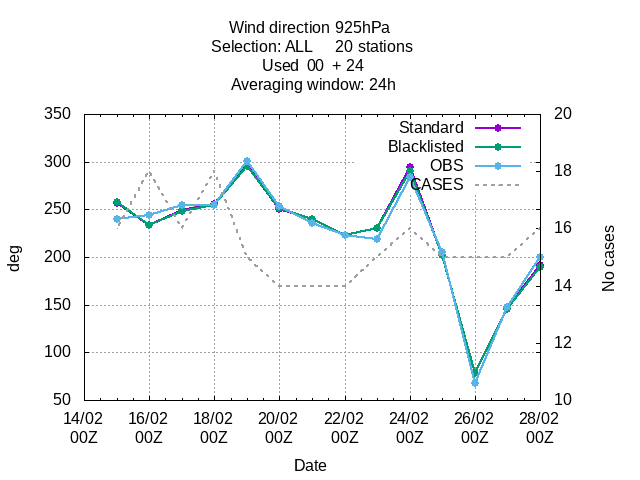 Wind direction 925hPa
Selection: ALL     20 stations
Used  00  + 24
Averaging window: 24h
350 20
Standard
Blacklisted
300 18
OBS
CASES
250
16
deg 200 No cases
14
150
12
100
50 10
14/02 16/02 18/02 20/02 22/02 24/02 26/02 28/02
00Z 00Z 00Z 00Z 00Z 00Z 00Z 00Z
Date